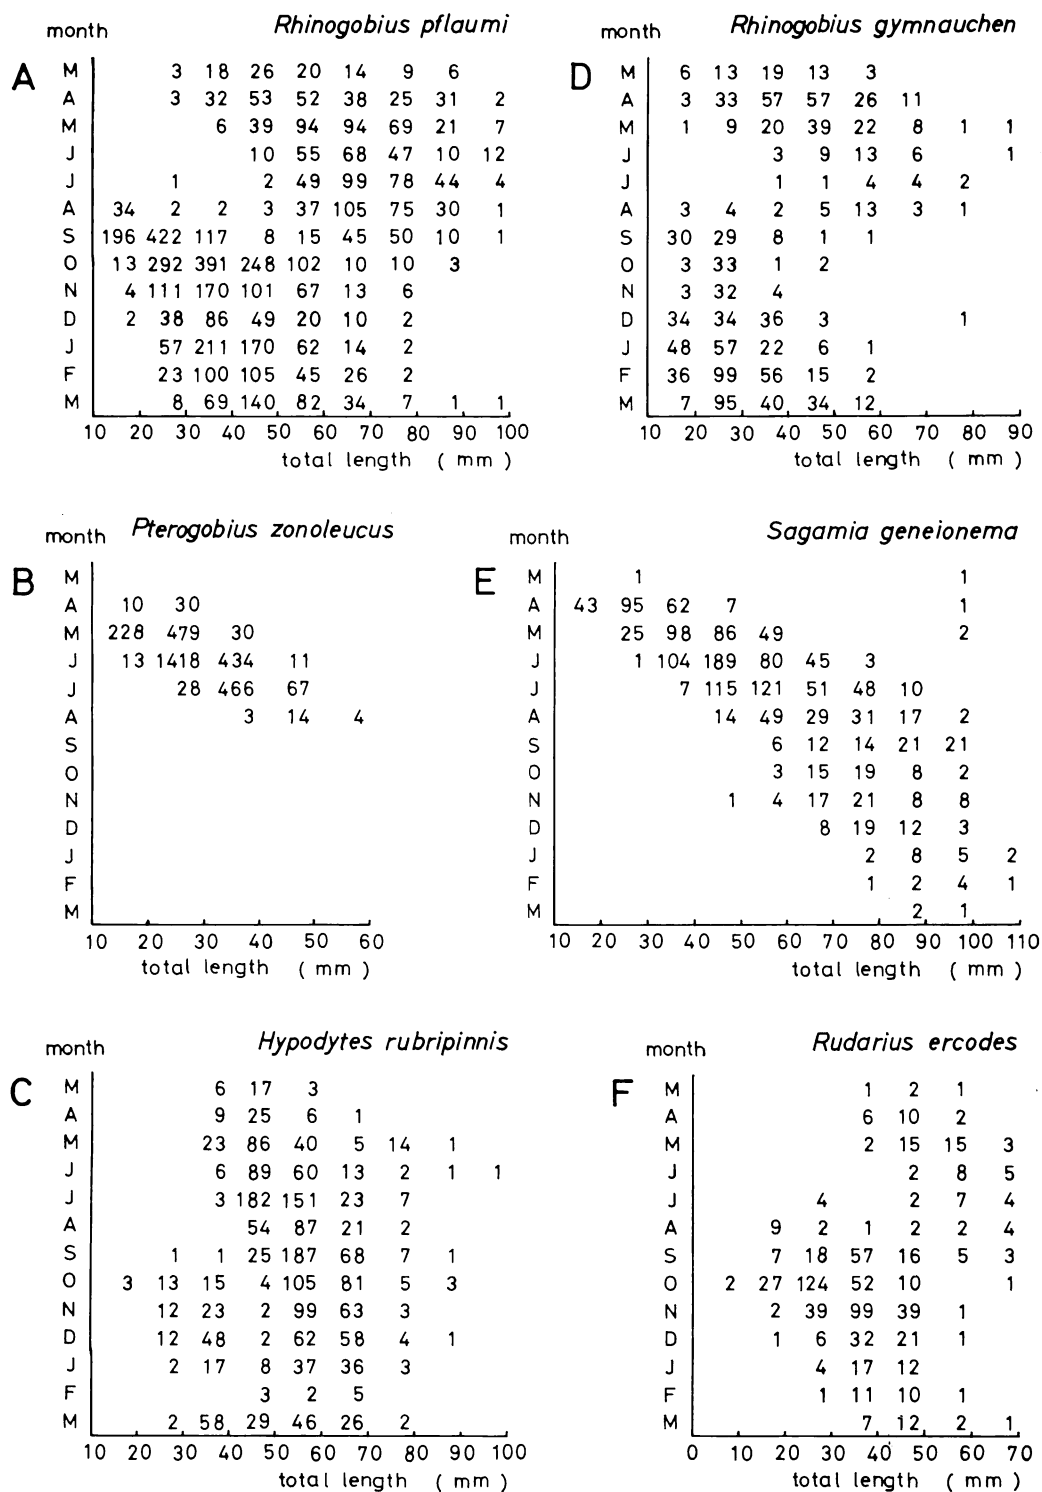 month Rhinogobius pflaumi
A
M 3 18 26 20 14 9 6
A 3 32 53 52 38 25 31 2
M 6 39 94 94 69 21 7
J 10 55 68 47 10 12
J 1 2 49 99 78 44 4
A 34 2 2 3 37 105 75 30 1
S 196 422 117 8 15 45 50 10 1
O 13 292 391 248 102 10 10 3
N 4 111 170 101 67 13 6
D 2 38 86 49 20 10 2
J 57 211 170 62 14 2
F 23 100 105 45 26 2
M 8 69 140 82 34 7 1 1
10 20 30 40 50 60 70 80 90 100
total length ( mm )
month Rhinogobius gymnauchen
D
M 6 13 19 13 3
A 3 33 57 57 26 11
M 1 9 20 39 22 8 1 1
J 3 9 13 6 1
J 1 1 4 4 2
A 3 4 2 5 13 3 1
S 30 29 8 1 1
O 3 33 1 2
N 3 32 4
D 34 34 36 3 1
J 48 57 22 6 1
F 36 99 56 15 2
M 7 95 40 34 12
10 20 30 40 50 60 70 80 90
total length ( mm )
month Pterogobius zonoleucus
B
M
A 10 30
M 228 479 30
J 13 1418 434 11
J 28 466 67
A 3 14 4
S
O
N
D
J
F
M
10 20 30 40 50 60
total length ( mm )
month Sagamia geneionema
E
M 1 1
A 43 95 62 7 1
M 25 98 86 49 2
J 1 104 189 80 45 3
J 7 115 121 51 48 10
A 14 49 29 31 17 2
S 6 12 14 21 21
O 3 15 19 8 2
N 1 4 17 21 8 8
D 8 19 12 3
J 2 8 5 2
F 1 2 4 1
M 2 1
10 20 30 40 50 60 70 80 90 100 110
total length ( mm )
month Hypodytes rubripinnis
C
M 6 17 3
A 9 25 6 1
M 23 86 40 5 14 1
J 6 89 60 13 2 1 1
J 3 182 151 23 7
A 54 87 21 2
S 1 1 25 187 68 7 1
O 3 13 15 4 105 81 5 3
N 12 23 2 99 63 3
D 12 48 2 62 58 4 1
J 2 17 8 37 36 3
F 3 2 5
M 2 58 29 46 26 2
10 20 30 40 50 60 70 80 90 100
total length ( mm )
month Rudarius ercodes
F
M 1 2 1
A 6 10 2
M 2 15 15 3
J 2 8 5
J 4 2 7 4
A 9 2 1 2 2 4
S 7 18 57 16 5 3
O 2 27 124 52 10 1
N 2 39 99 39 1
D 1 6 32 21 1
J 4 17 12
F 1 11 10 1
M 7 12 2 1
0 10 20 30 40 50 60 70
total length ( mm )